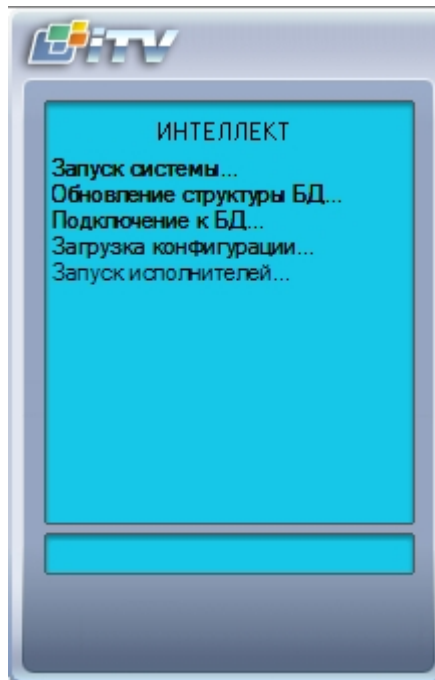 iTV
ИНТЕЛЛЕКТ
Запуск системы...
Обновление структуры БД...
Подключение к БД...
Загрузка конфигурации...
Запуск исполнителей...